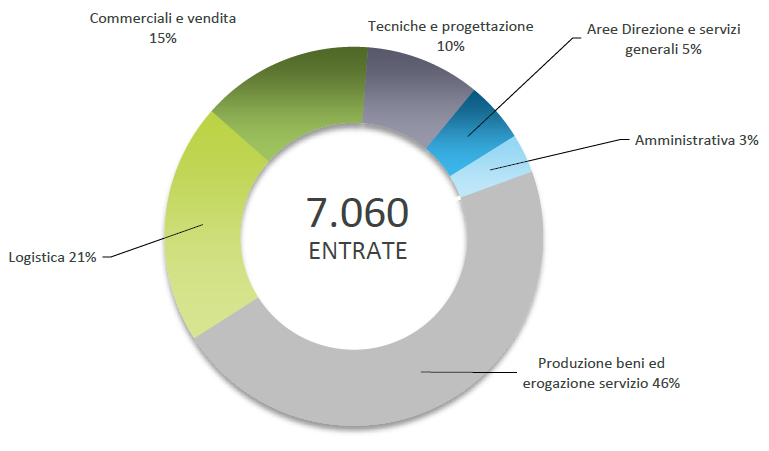 Commerciali e vendita
15%
Tecniche e progettazione
10%
Aree Direzione e servizi
generali 5%
Amministrativa 3%
7.060
ENTRATE
Logistica 21%
Produzione beni ed
erogazione servizio 46%